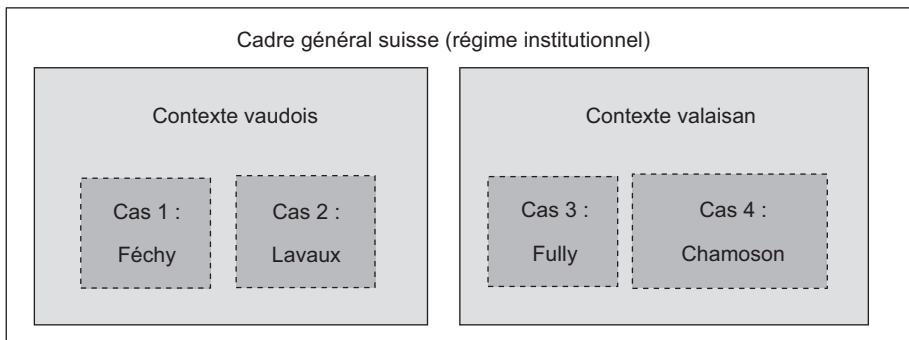 Cadre général suisse (régime institutionnel)
Contexte vaudois
Cas 1 :
Féchy
Cas 2 :
Lavaux
Contexte valaisan
Cas 3 :
Fully
Cas 4 :
Chamoson